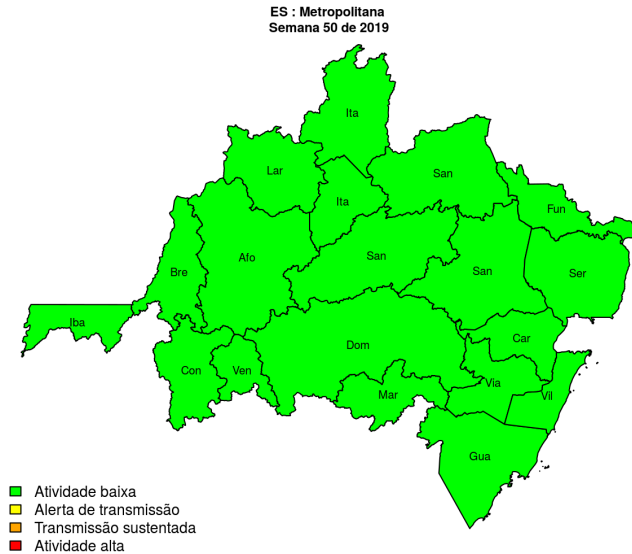 ES : Metropolitana
Semana 50 de 2019
Ita
Lar
San
Ita
Fun
Afo
San
San
Ser
Bre
Iba
Car
Dom
Con
Ven
Via
Mar
Vil
Gua
Atividade baixa
Alerta de transmissão
Transmissão sustentada
Atividade alta